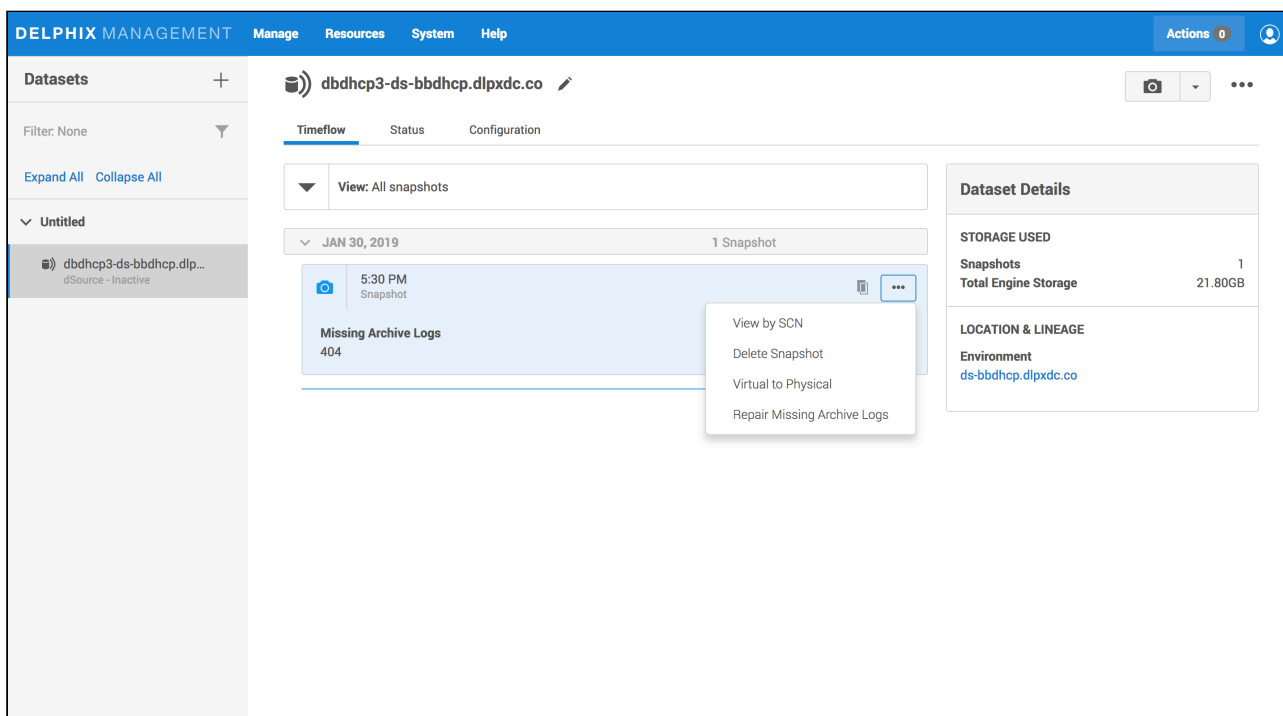 DELPHIX MANAGEMENT Manage Resources System Help Actions 0
Datasets
Filter: None
Expand All Collapse All
Untitled
dbdhcp3-ds-bbdhcp.dlp...
dSource - Inactive
dbdhcp3-ds-bbdhcp.dlpxdc.co
Timeflow Status Configuration
View: All snapshots
JAN 30, 2019 1 Snapshot
5:30 PM
Snapshot
Missing Archive Logs
404
View by SCN
Delete Snapshot
Virtual to Physical
Repair Missing Archive Logs
Dataset Details
STORAGE USED
Snapshots 1
Total Engine Storage 21.80GB
LOCATION & LINEAGE
Environment
ds-bbdhcp.dlpxdc.co